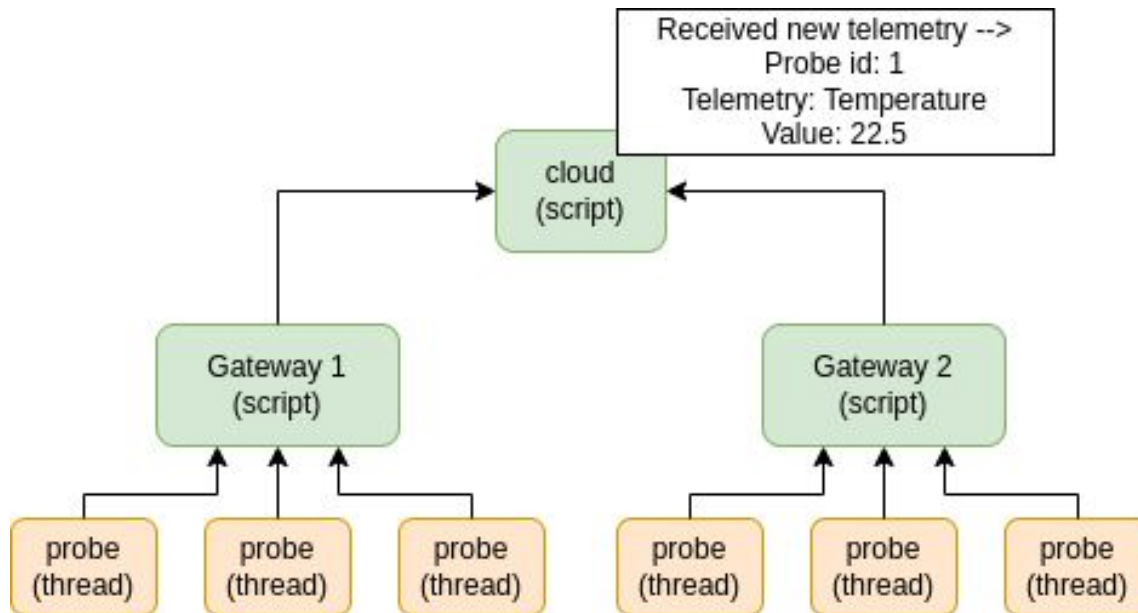 Received new telemetry -->
Probe id: 1
Telemetry: Temperature
Value: 22.5
cloud
(script)
Gateway 1
(script)
Gateway 2
(script)
probe
(thread)
probe
(thread)
probe
(thread)
probe
(thread)
probe
(thread)
probe
(thread)